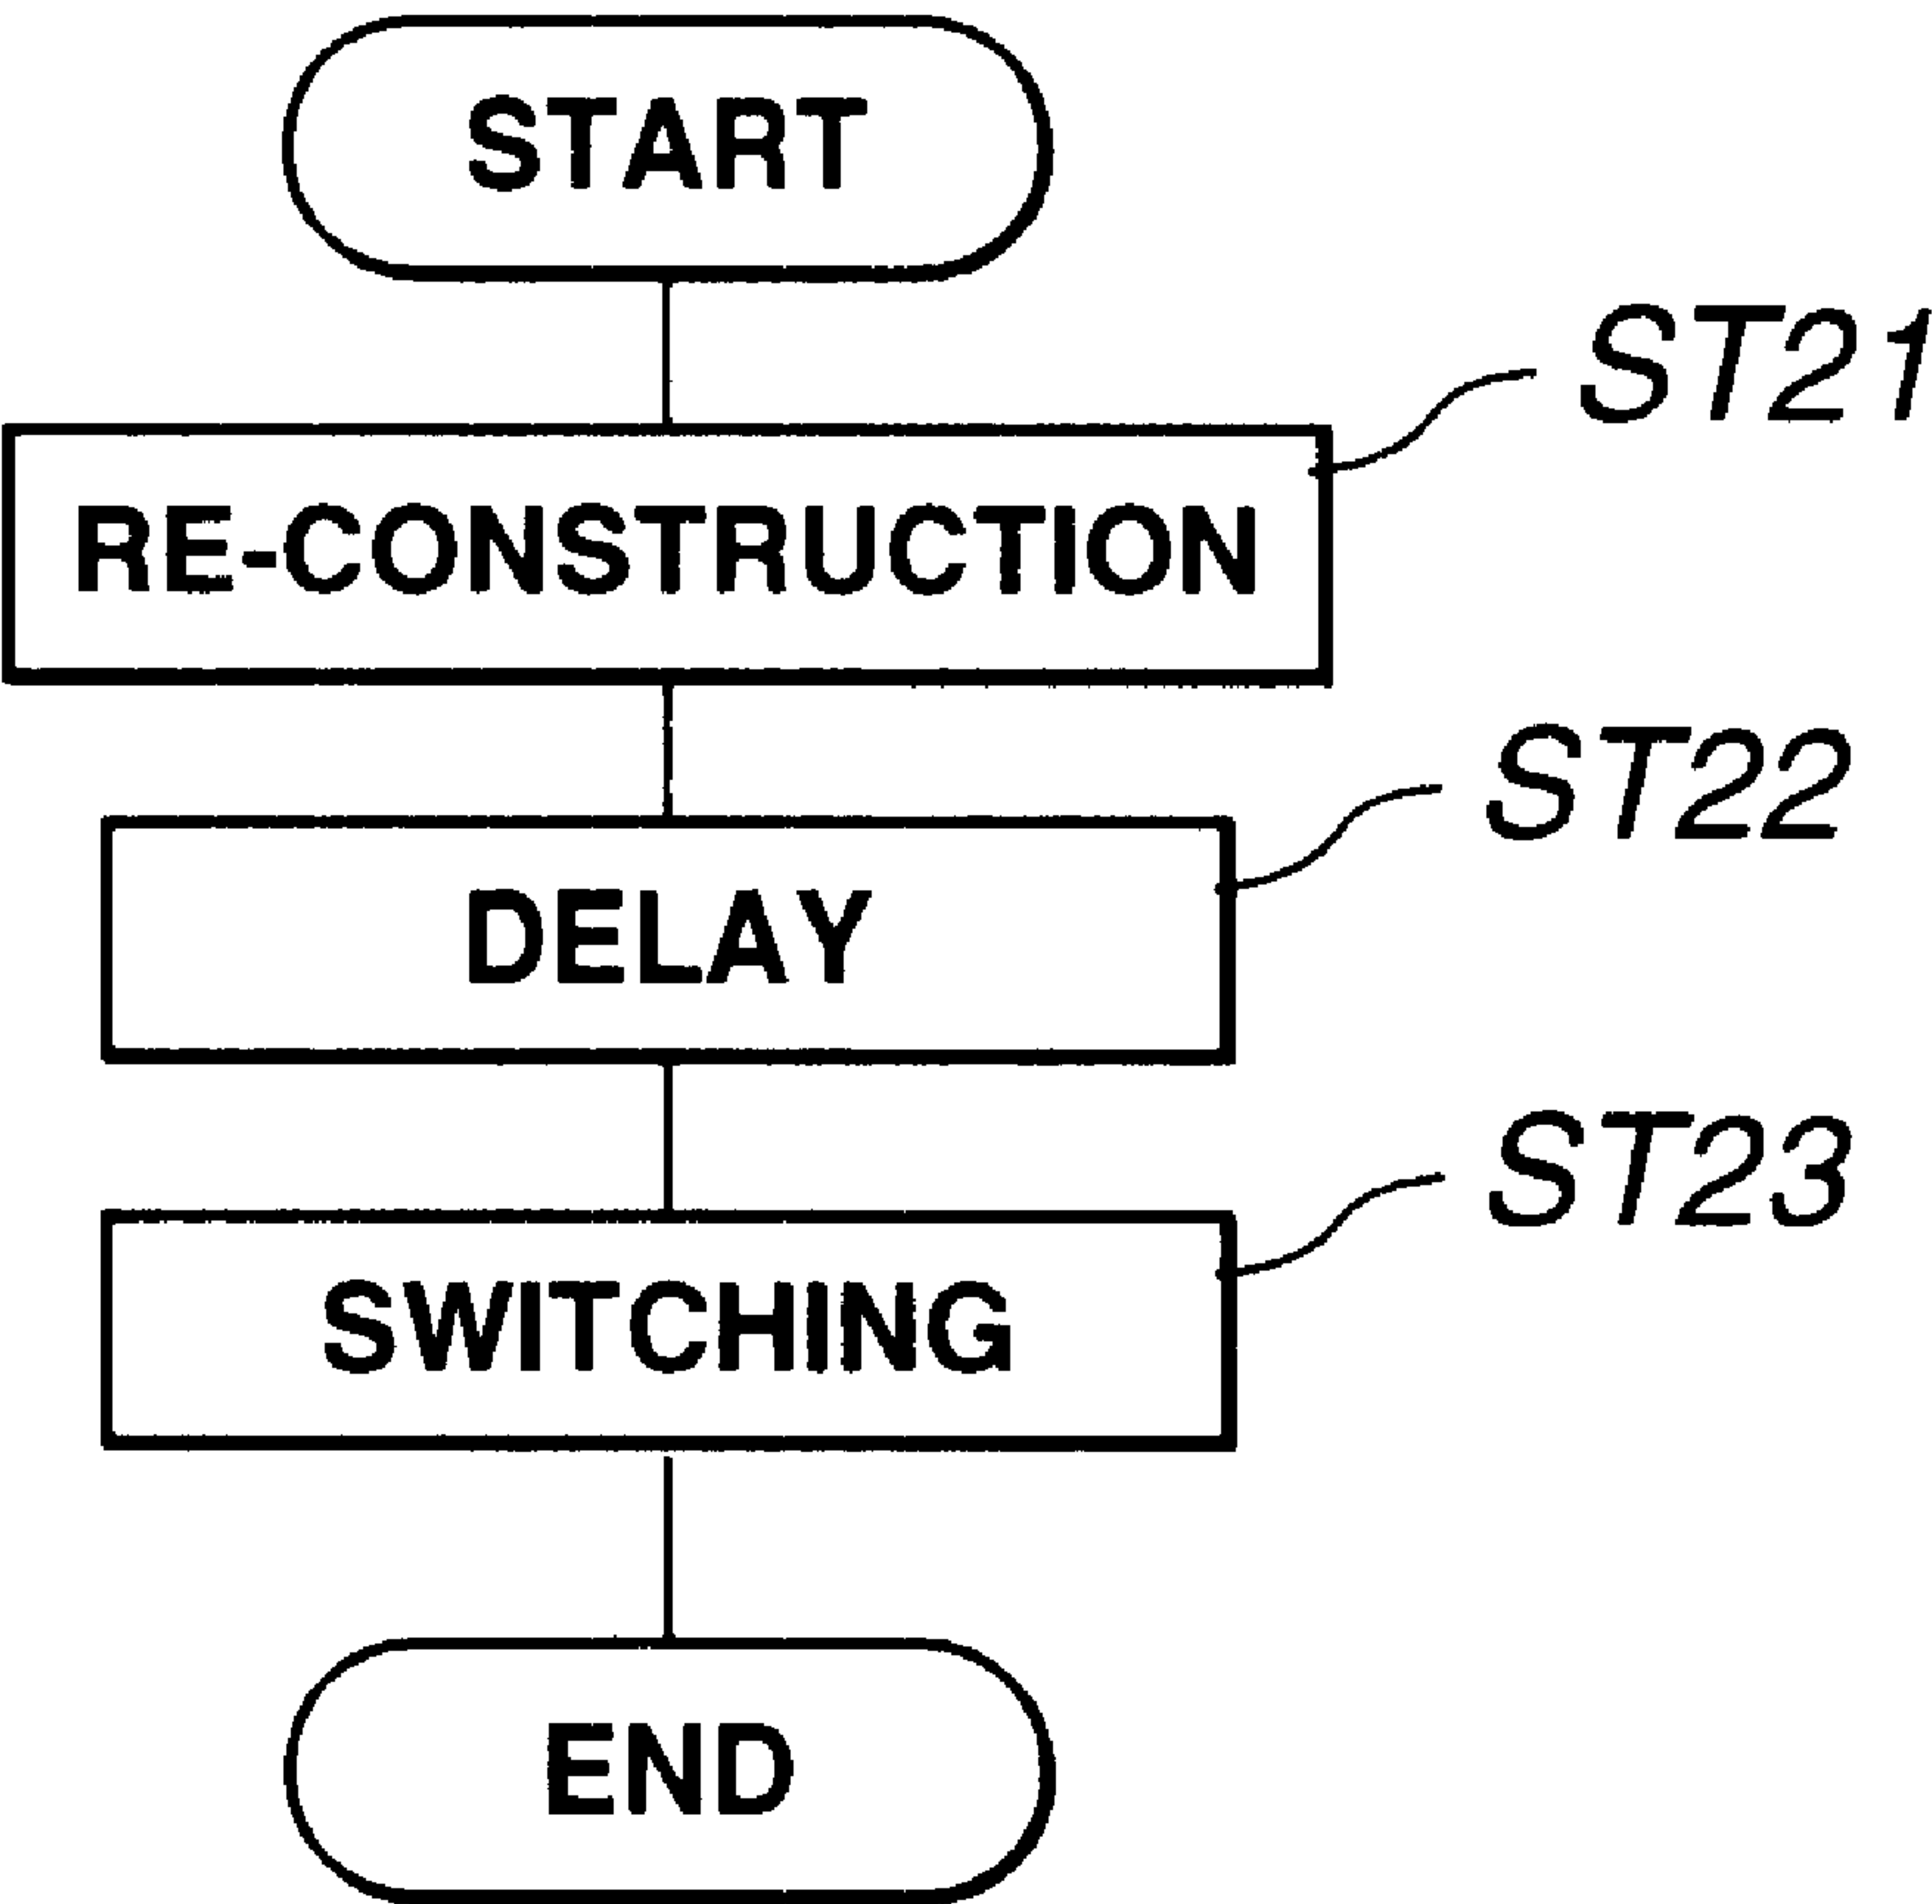 START
ST21
RE-CONSTRUCTION
ST22
DELAY
ST23
SWITCHING
END